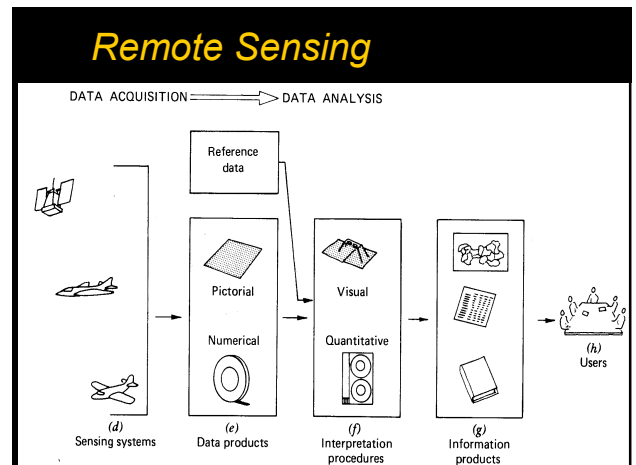 Remote Sensing
DATA ACQUISITION DATA ANALYSIS
Reference
data
Pictorial
Numerical
Visual
Quantitative
(d)
Sensing systems
(e)
Data products
(f)
Interpretation
procedures
(g)
Information
products
(h)
Users